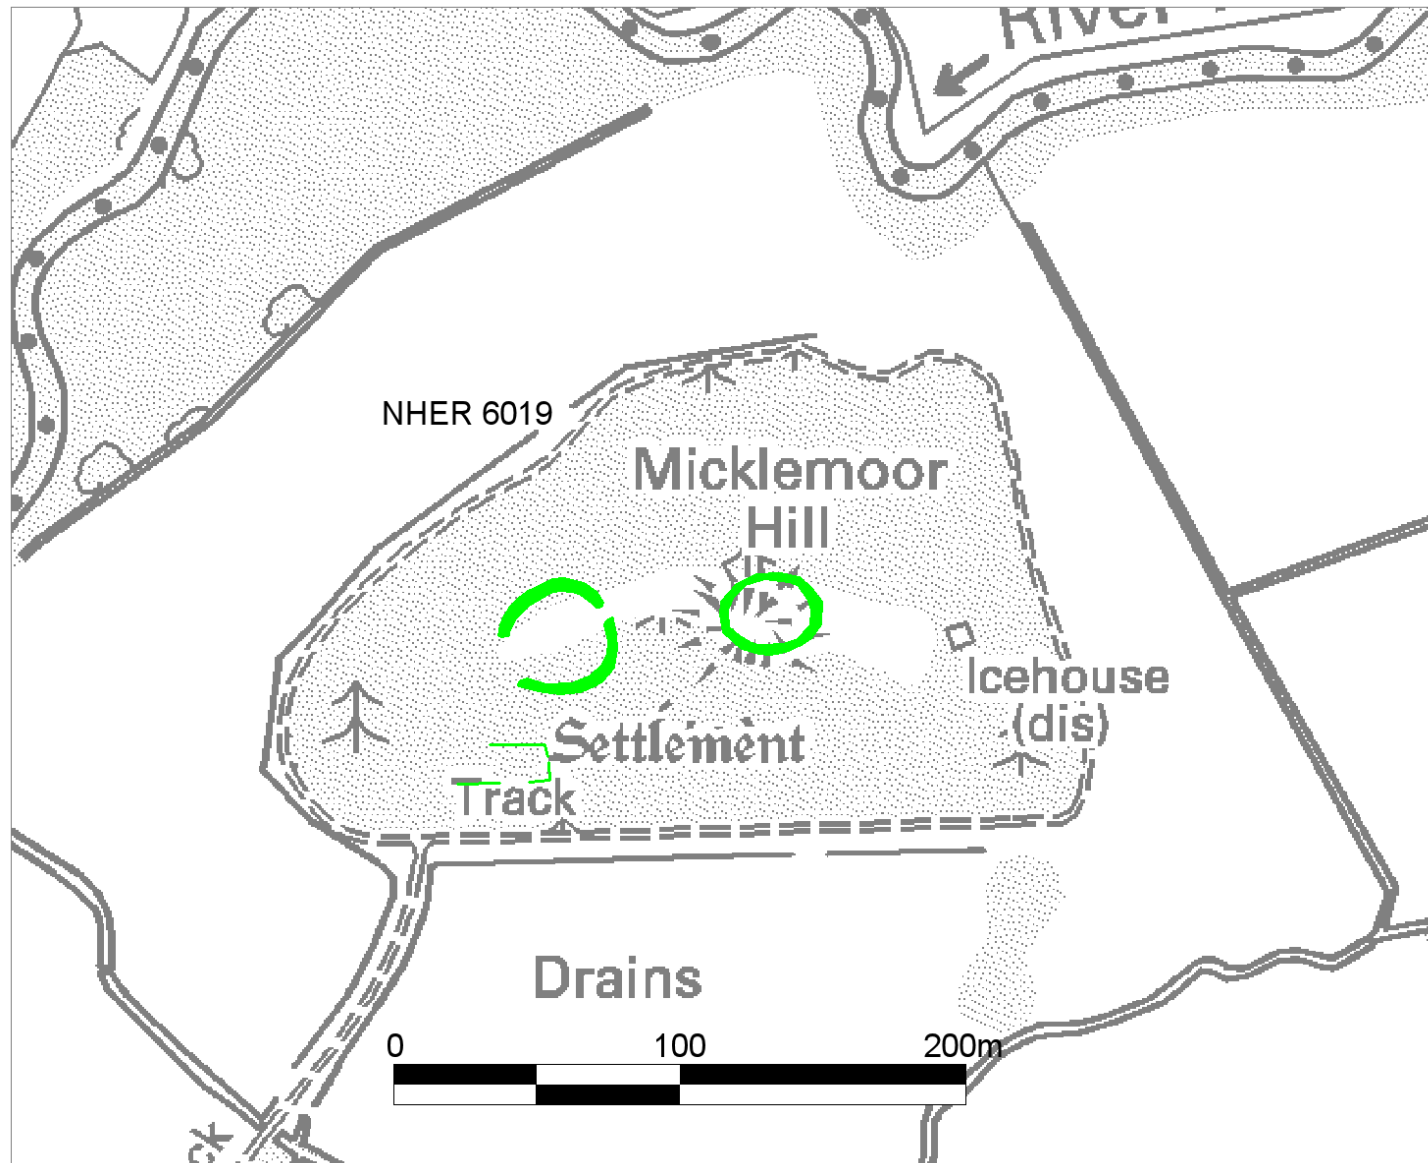 River
NHER 6019
Micklemoor
Hill
Icehouse
(dis)
Settlement
Track
Drains
0 100 200m